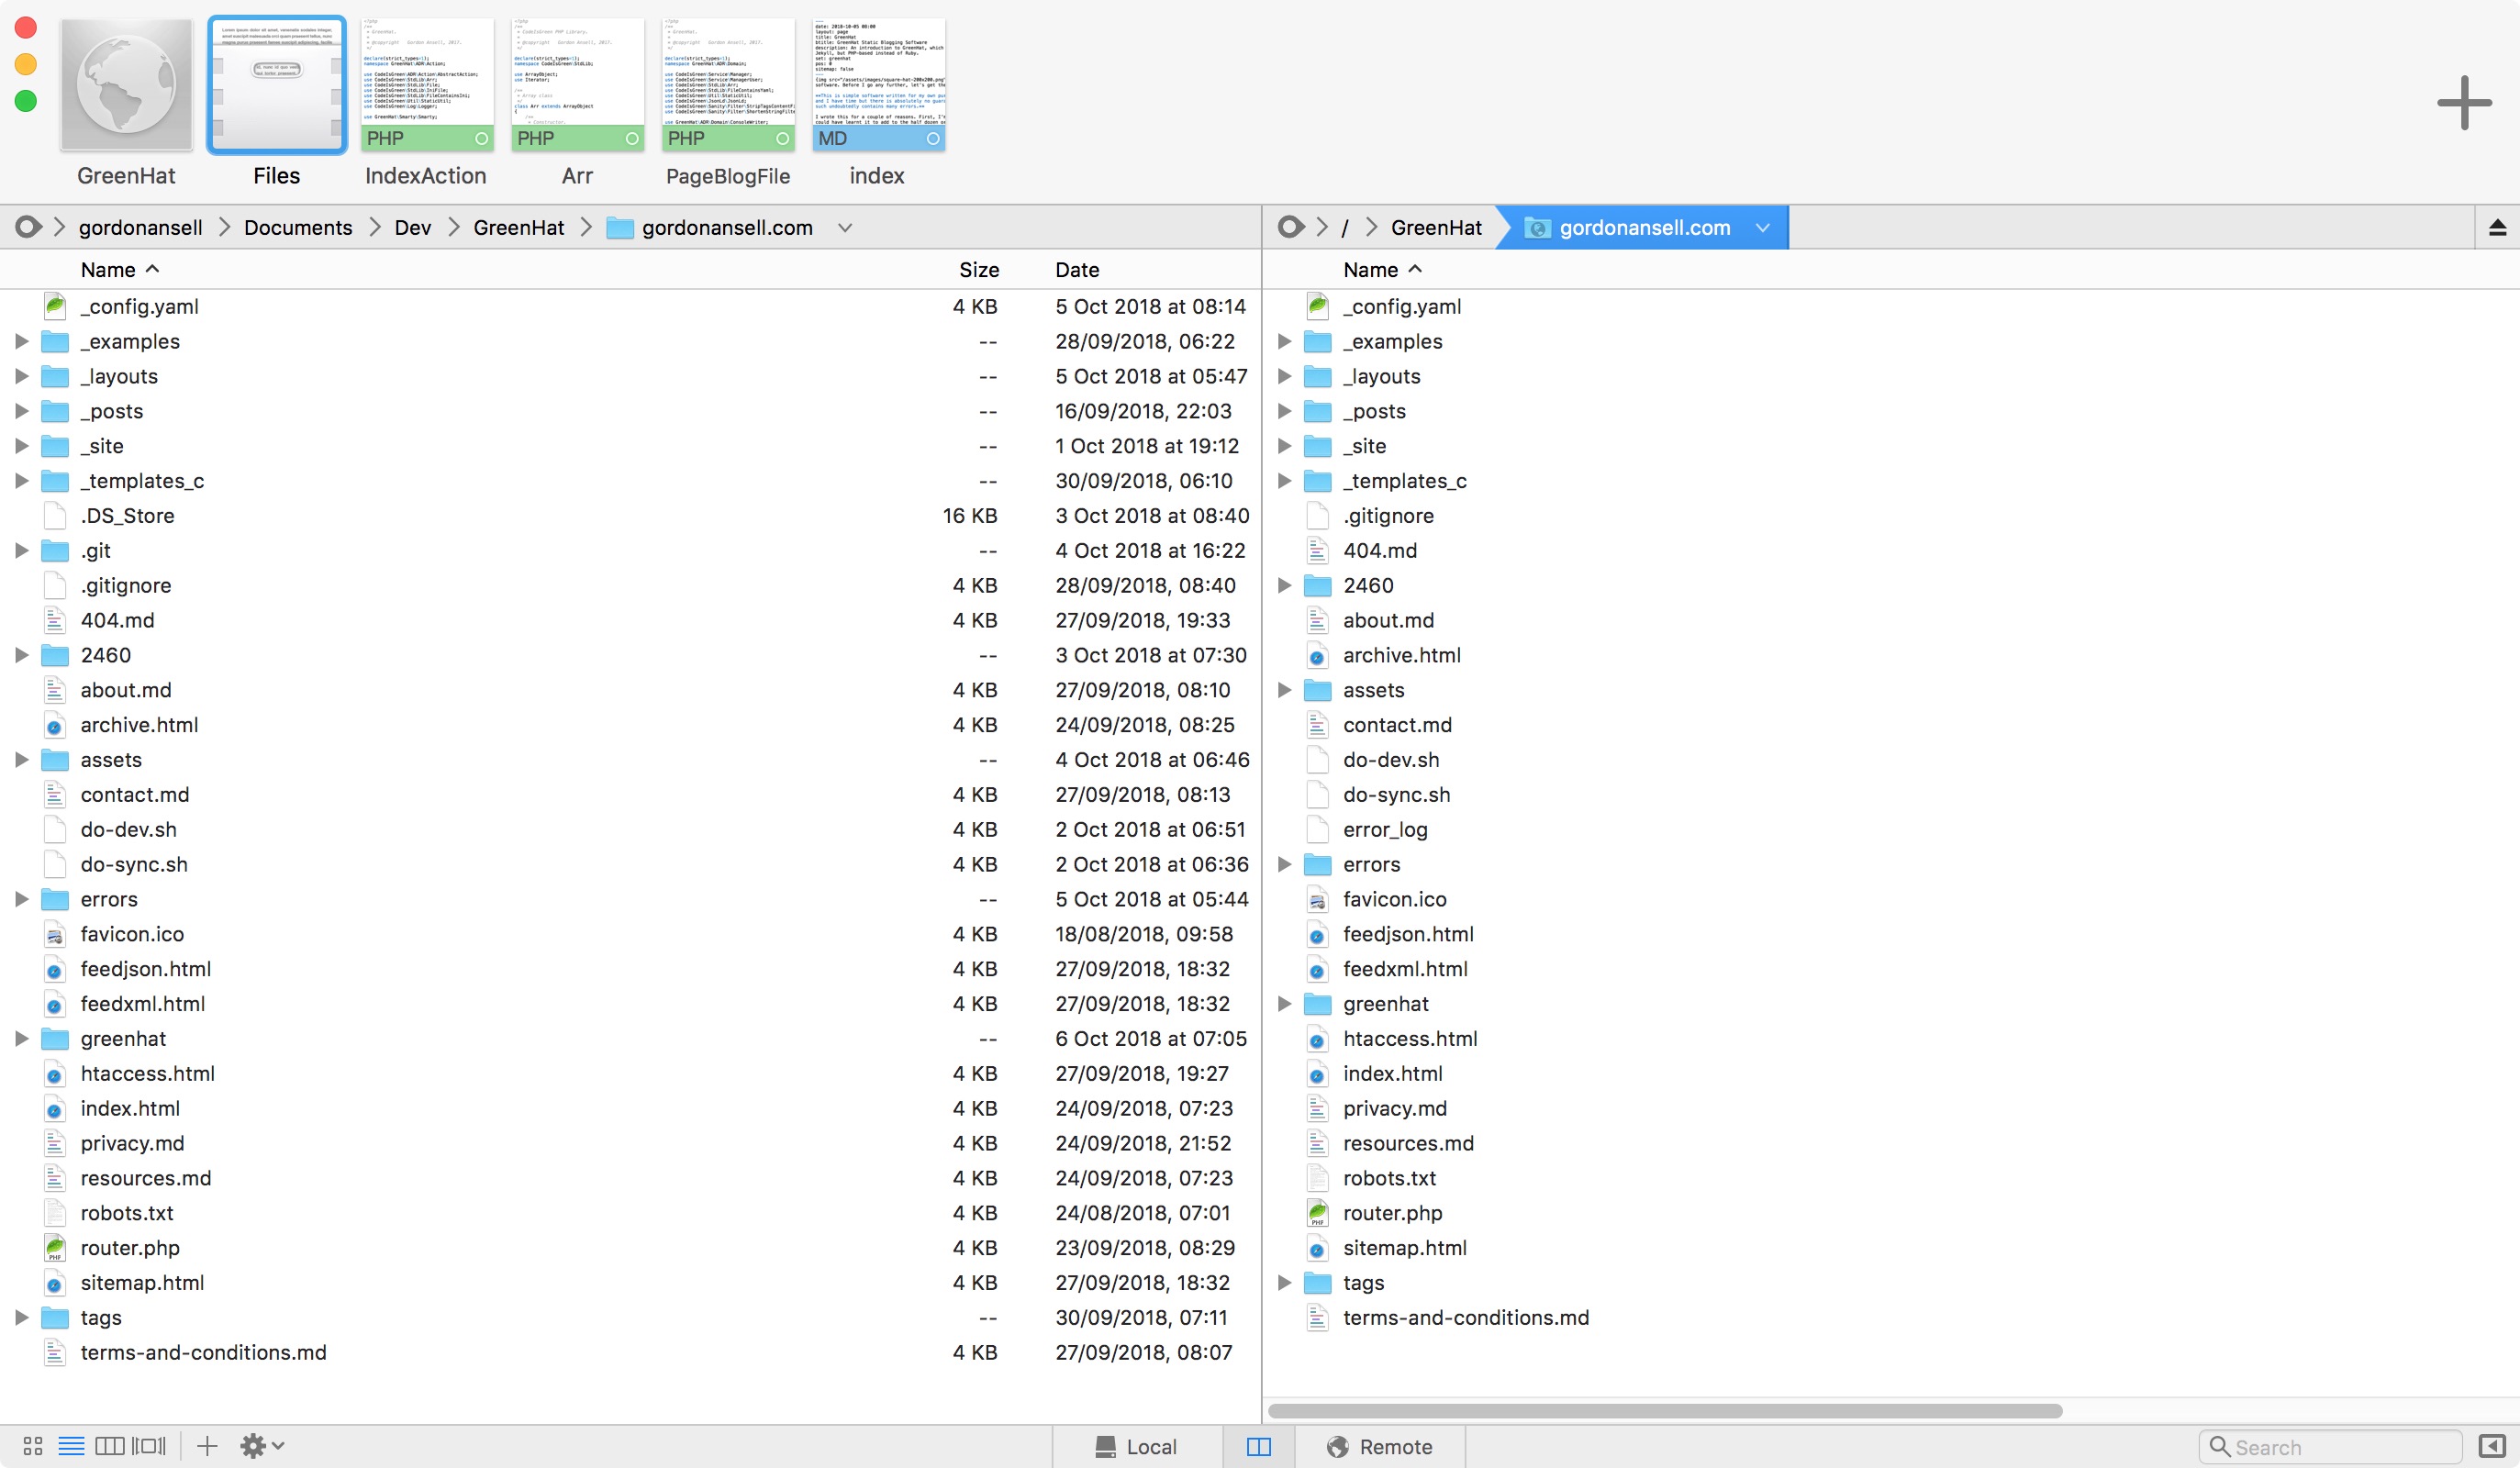 GreenHat
Files
PHP
IndexAction
PHP
Arr
PHP
PageBlogFile
MD
index
gordonansell
Documents
Dev
GreenHat
gordonansell.com
/
GreenHat
gordonansell.com
Name Size Date
_config.yaml 4 KB 5 Oct 2018 at 08:14
_examples -- 28/09/2018, 06:22
_layouts -- 5 Oct 2018 at 05:47
_posts -- 16/09/2018, 22:03
_site -- 1 Oct 2018 at 19:12
_templates_c -- 30/09/2018, 06:10
.DS_Store 16 KB 3 Oct 2018 at 08:40
.git -- 4 Oct 2018 at 16:22
.gitignore 4 KB 28/09/2018, 08:40
404.md 4 KB 27/09/2018, 19:33
2460 -- 3 Oct 2018 at 07:30
about.md 4 KB 27/09/2018, 08:10
archive.html 4 KB 24/09/2018, 08:25
assets -- 4 Oct 2018 at 06:46
contact.md 4 KB 27/09/2018, 08:13
do-dev.sh 4 KB 2 Oct 2018 at 06:51
do-sync.sh 4 KB 2 Oct 2018 at 06:36
errors -- 5 Oct 2018 at 05:44
favicon.ico 4 KB 18/08/2018, 09:58
feedjson.html 4 KB 27/09/2018, 18:32
feedxml.html 4 KB 27/09/2018, 18:32
greenhat -- 6 Oct 2018 at 07:05
htaccess.html 4 KB 27/09/2018, 19:27
index.html 4 KB 24/09/2018, 07:23
privacy.md 4 KB 24/09/2018, 21:52
resources.md 4 KB 24/09/2018, 07:23
robots.txt 4 KB 24/08/2018, 07:01
router.php 4 KB 23/09/2018, 08:29
sitemap.html 4 KB 27/09/2018, 18:32
tags -- 30/09/2018, 07:11
terms-and-conditions.md 4 KB 27/09/2018, 08:07
Name
_config.yaml
_examples
_layouts
_posts
_site
_templates_c
.gitignore
404.md
2460
about.md
archive.html
assets
contact.md
do-dev.sh
do-sync.sh
error_log
errors
favicon.ico
feedjson.html
feedxml.html
greenhat
htaccess.html
index.html
privacy.md
resources.md
robots.txt
router.php
sitemap.html
tags
terms-and-conditions.md
Local
Remote
Search